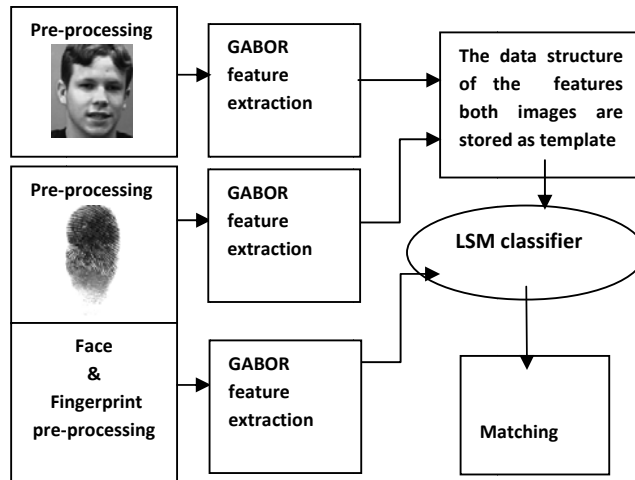 Pre-processing
GABOR
feature
extraction
The data structure
of the features
both images are
stored as template
Pre-processing
GABOR
feature
extraction
LSM classifier
Face
&
Fingerprint
pre-processing
GABOR
feature
extraction
Matching